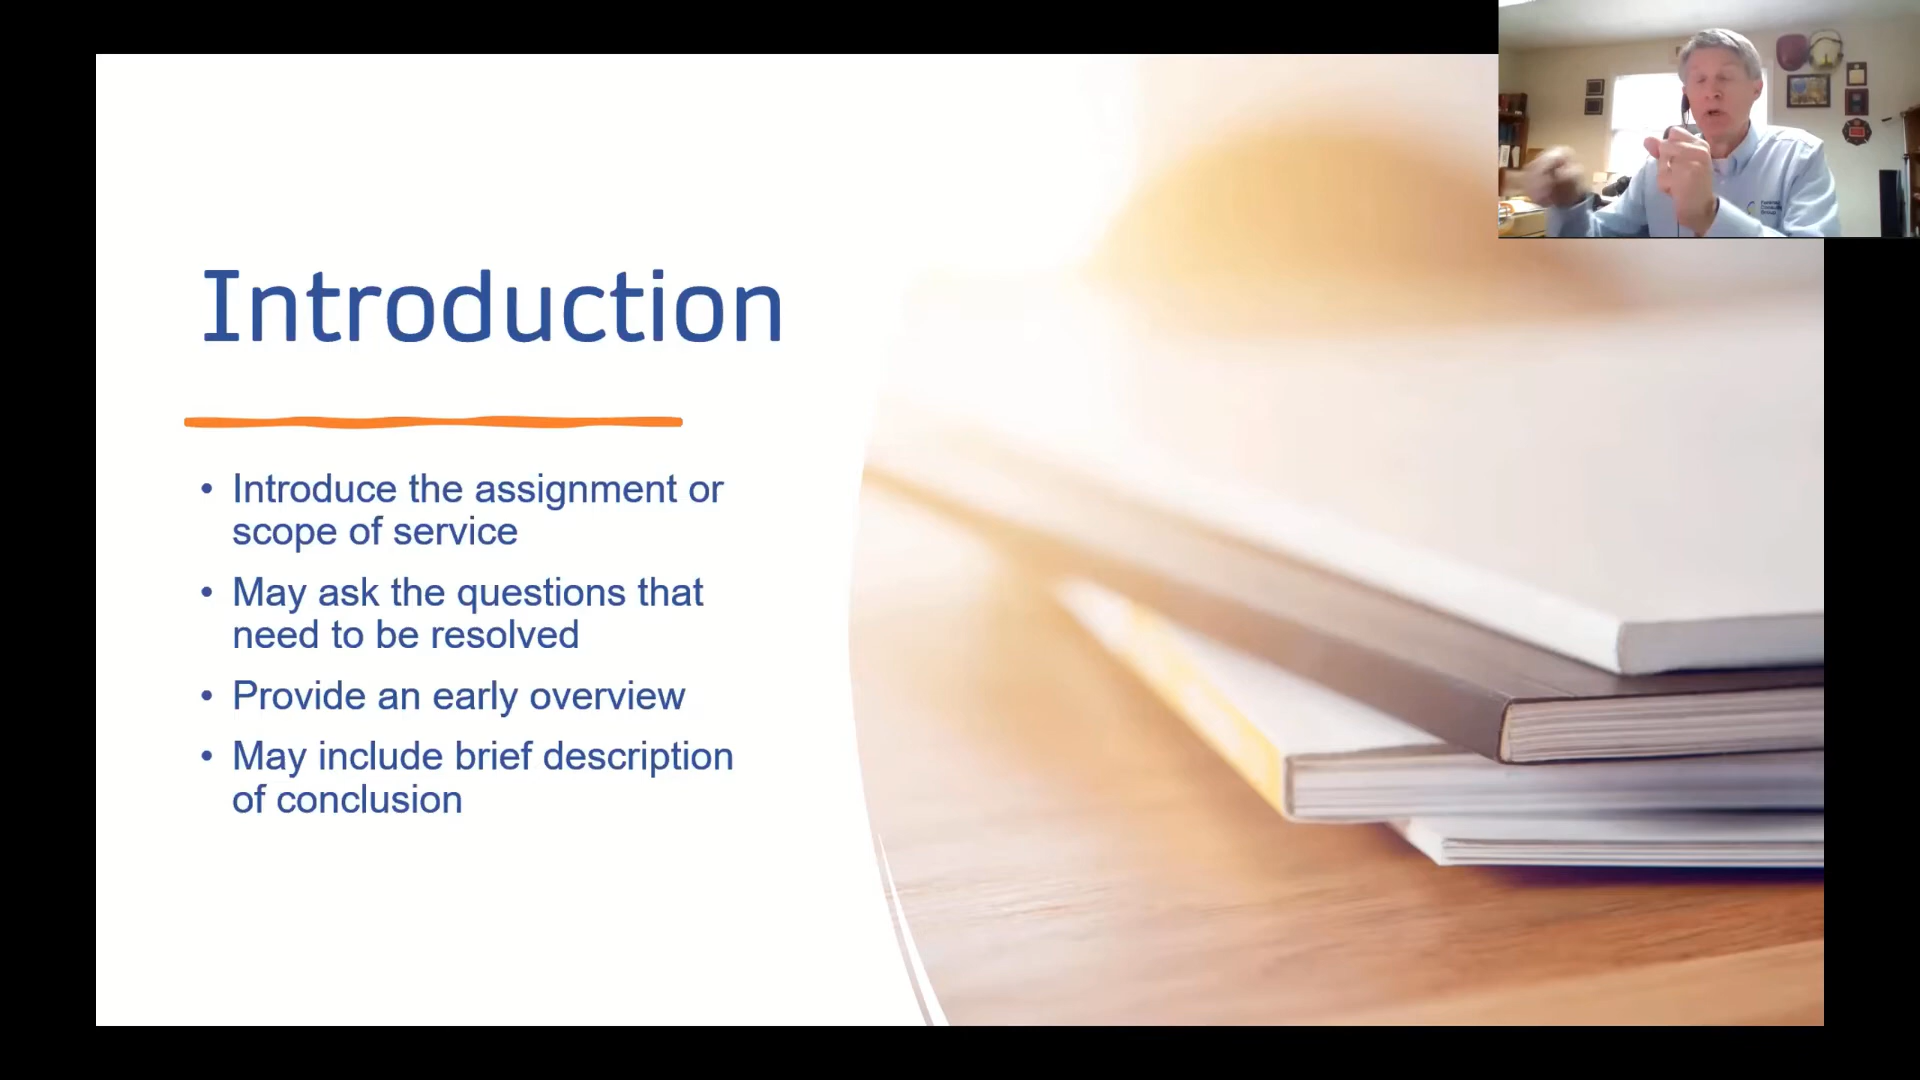 Introduction
• Introduce the assignment or
scope of service
• May ask the questions that
need to be resolved
• Provide an early overview
• May include brief description
of conclusion